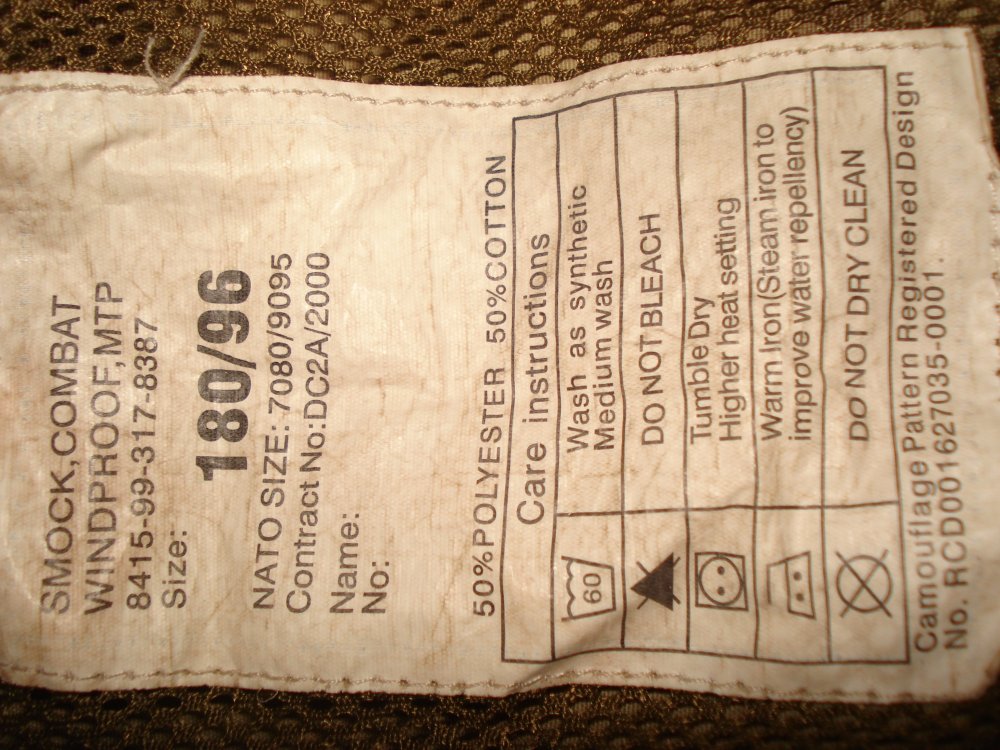 SMOCK,COMBAT
WINDPROOF,MTP
8415-99-317-8387
Size:
180/96
NATO SIZE: 7080/9095
Contract No:DC2A/2000
Name:
No:
50%POLYESTER 50%COTTON
Care instructions
60 Wash as synthetic
Medium wash
DO NOT BLEACH
Tumble Dry
Higher heat setting
Warm Iron(Steam iron to
improve water repellency)
DO NOT DRY CLEAN
Camouflage Pattern Registered Design
No. RCD001627035-0001.